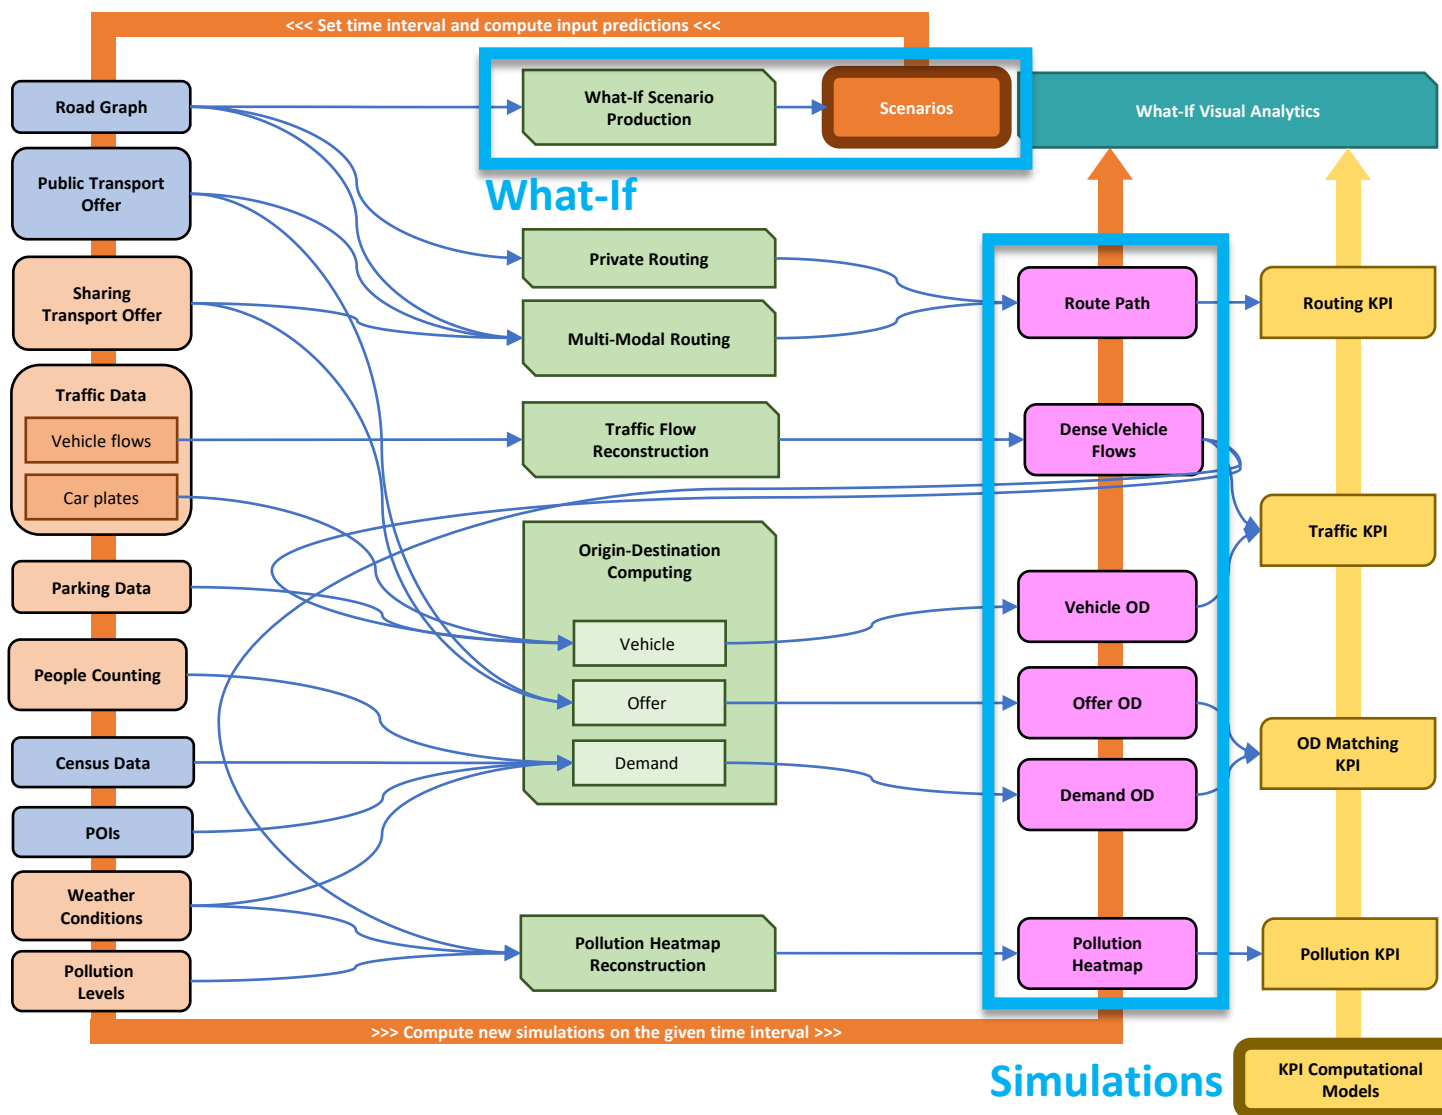 <<< Set time interval and compute input predictions <<<
Road Graph
What-If Scenario
Production
Scenarios
What-If Visual Analytics
What-If
Public Transport
Offer
Private Routing
Sharing
Transport Offer
Multi-Modal Routing
Route Path
Routing KPI
Traffic Data
Vehicle flows
Car plates
Traffic Flow
Reconstruction
Dense Vehicle
Flows
Traffic KPI
Parking Data
Origin-Destination
Computing
Vehicle
Offer
Demand
Vehicle OD
People Counting
Offer OD
OD Matching
KPI
Census Data
Demand OD
POIs
Weather
Conditions
Pollution
Levels
Pollution Heatmap
Reconstruction
Pollution
Heatmap
Pollution KPI
>>> Compute new simulations on the given time interval >>>
Simulations
KPI Computational
Models